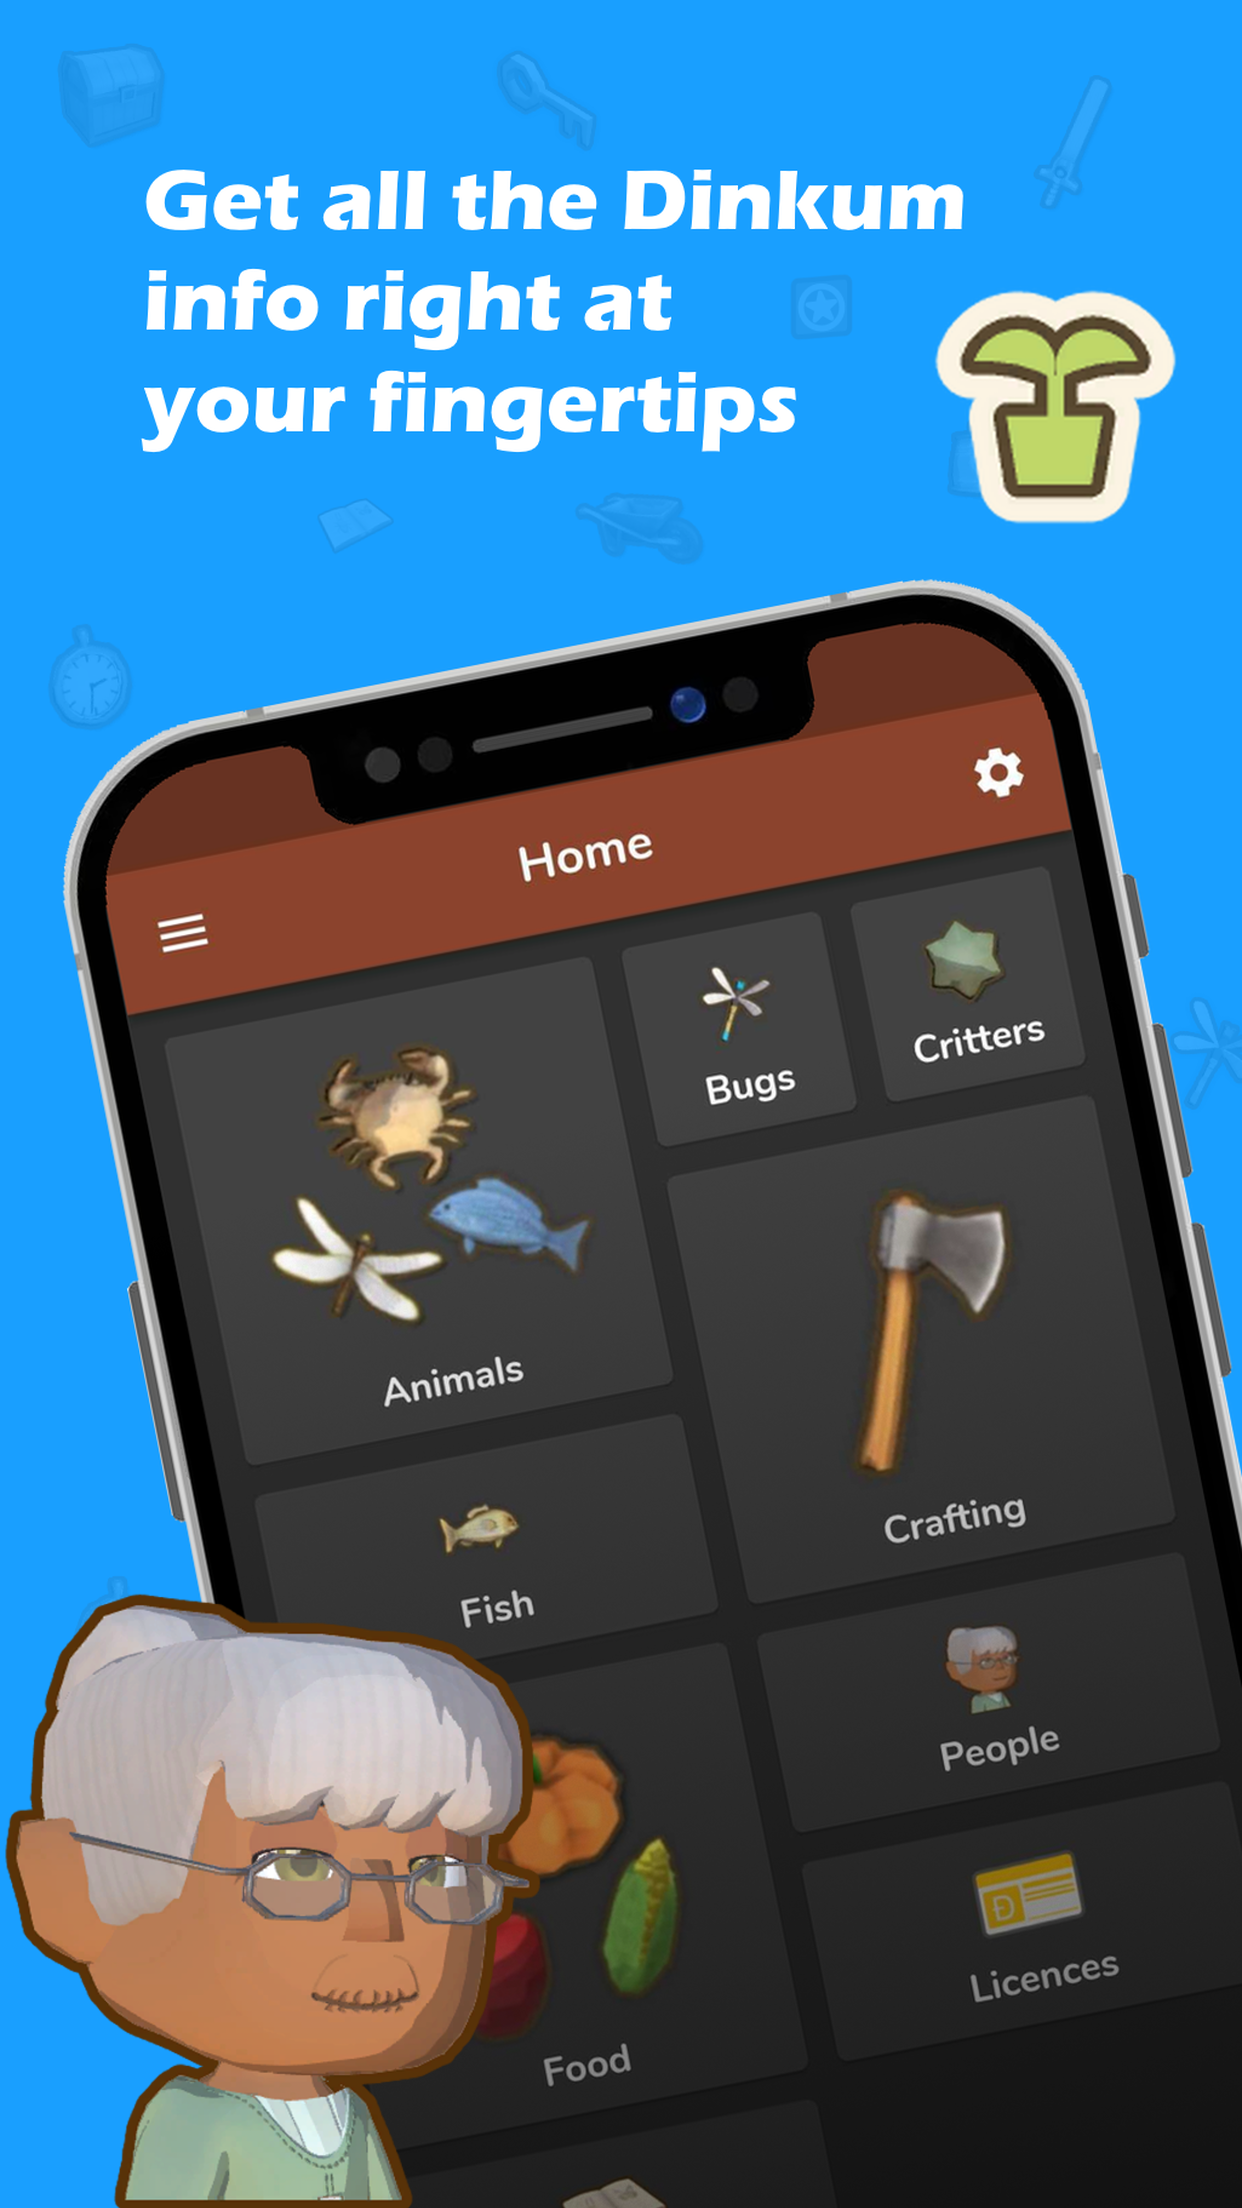 Get all the Dinkum
info right at
your fingertips
Home
Bugs
Critters
Animals
Crafting
Fish
People
Licences
Food